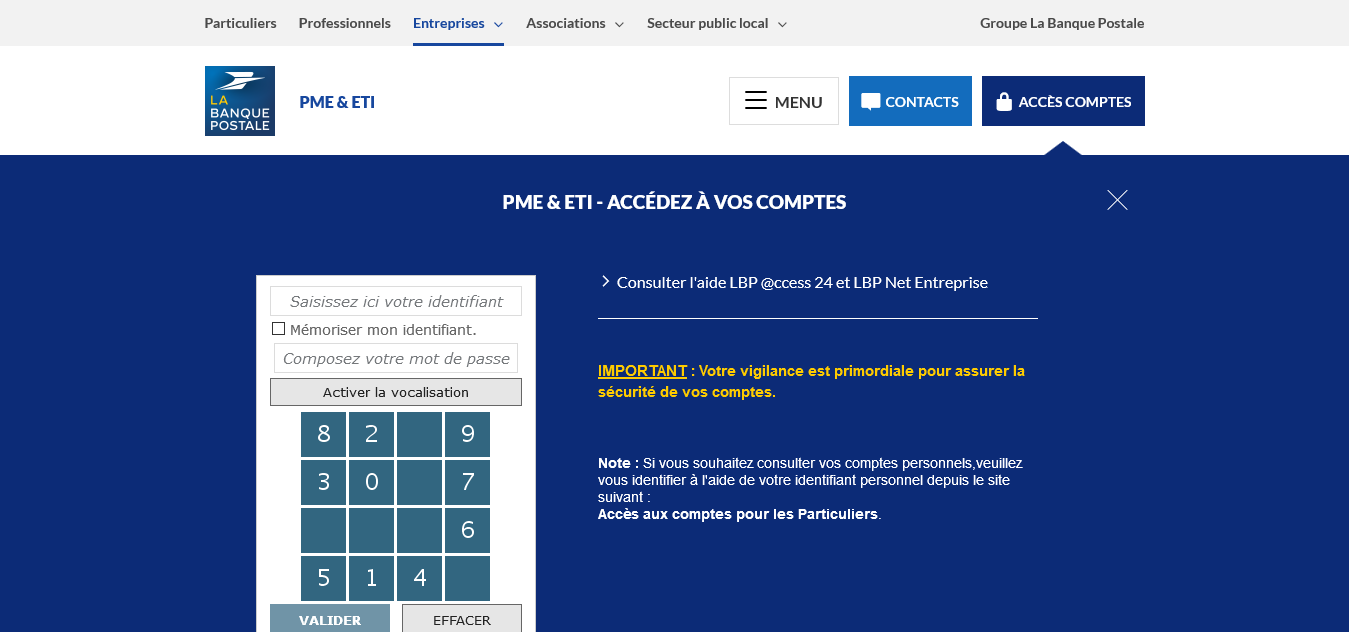 Particuliers Professionnels Entreprises Associations Secteur public local Groupe La Banque Postale
LA
BANQUE
POSTALE
PME & ETI
MENU
CONTACTS
ACCÈS COMPTES
PME & ETI - ACCÉDEZ À VOS COMPTES
Saisissez ici votre identifiant
Mémoriser mon identifiant.
Composez votre mot de passe
Activer la vocalisation
8 2 9
3 0 7
6
5 1 4
VALIDER EFFACER
Consulter l'aide LBP @ccess 24 et LBP Net Entreprise
IMPORTANT : Votre vigilance est primordiale pour assurer la
sécurité de vos comptes.
Note : Si vous souhaitez consulter vos comptes personnels,veuillez
vous identifier à l'aide de votre identifiant personnel depuis le site
suivant :
Accès aux comptes pour les Particuliers.